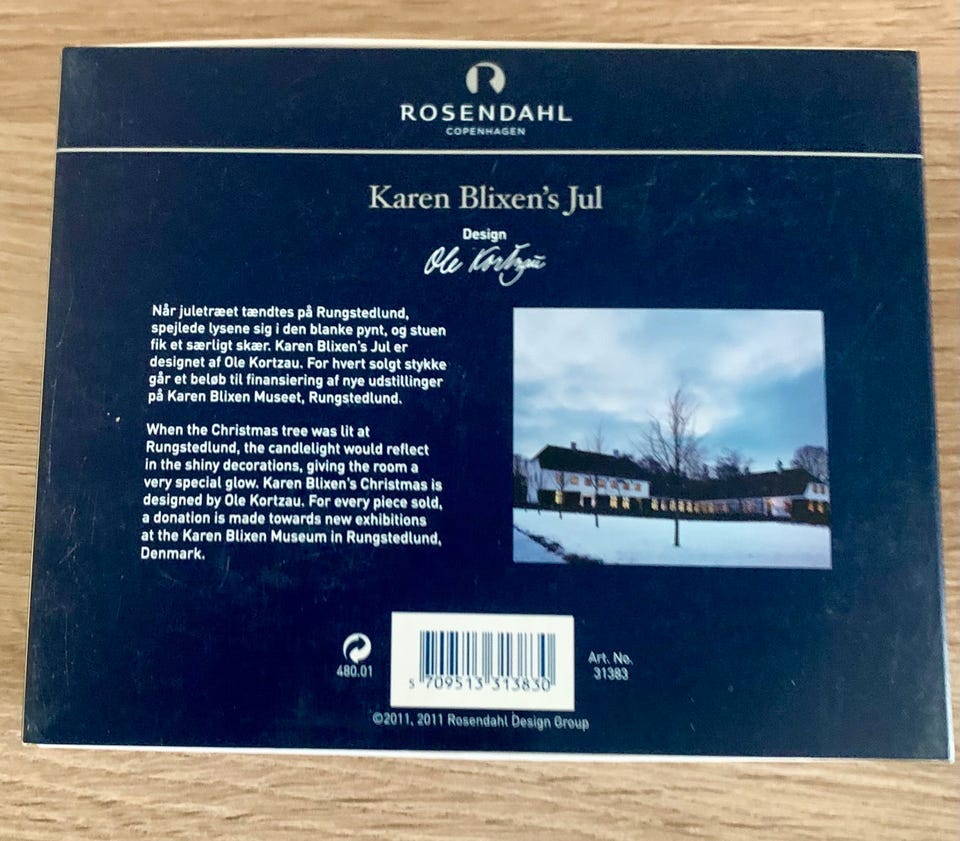 R
ROSENDAHL
COPENHAGEN
Karen Blixen's Jul
Design
Ole Kortzau
Når juletræet tændtes på Rungstedlund,
spejlede lysene sig i den blanke pynt, og stuen
fik et særligt skær. Karen Blixen's Jul er
designet af Ole Kortzau. For hvert solgt stykke
går et beløb til finansiering af nye udstillinger
på Karen Blixen Museet, Rungstedlund.
When the Christmas tree was lit at
Rungstedlund, the candlelight would reflect
in the shiny decorations, giving the room a
very special glow. Karen Blixen's Christmas is
designed by Ole Kortzau. For every piece sold,
a donation is made towards new exhibitions
at the Karen Blixen Museum in Rungstedlund,
Denmark.
480.01
5 709513 313830
Art. No.
31383
©2011, 2011 Rosendahl Design Group